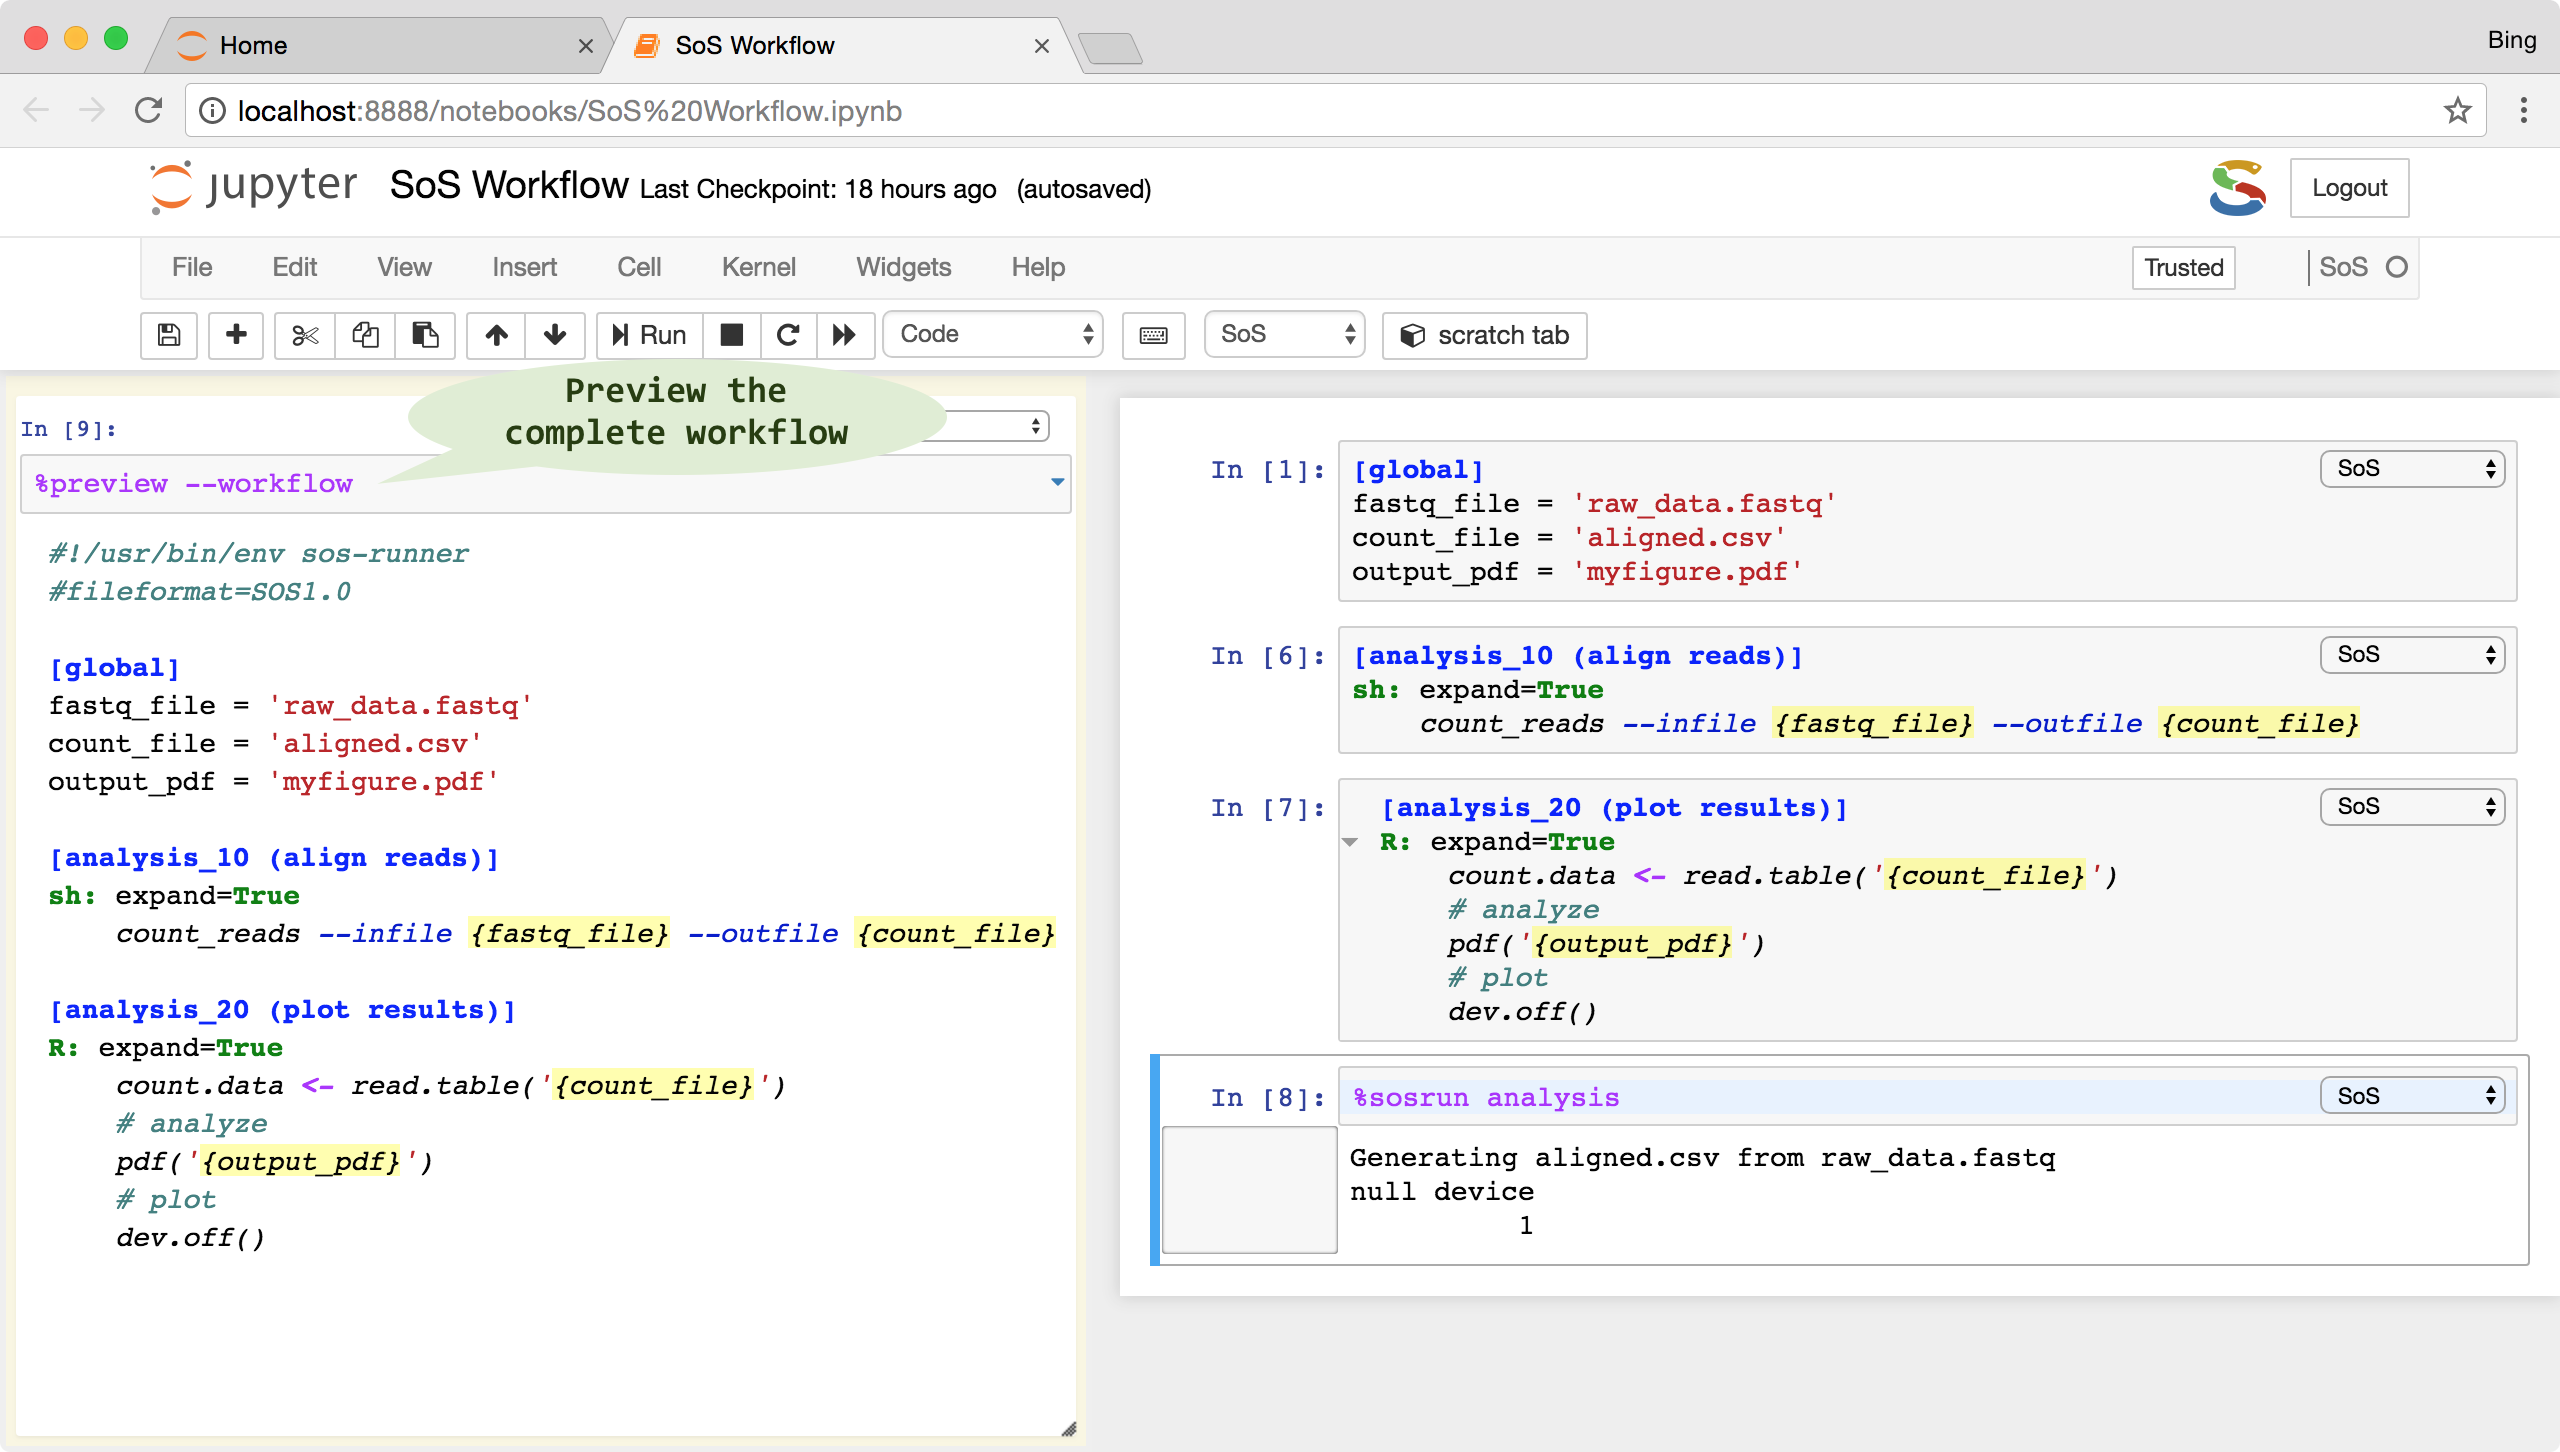 Home
SoS Workflow
Bing
localhost:8888/notebooks/SoS%20Workflow.ipynb
jupyter SoS Workflow Last Checkpoint: 18 hours ago (autosaved)
Logout
File Edit View Insert Cell Kernel Widgets Help
Trusted
SoS
Run
Code
SoS
scratch tab
Preview the
complete workflow
In [9]:
%preview --workflow
#!/usr/bin/env sos-runner
#fileformat=SOS1.0
[global]
fastq_file = 'raw_data.fastq'
count_file = 'aligned.csv'
output_pdf = 'myfigure.pdf'
[analysis_10 (align reads)]
sh: expand=True
count_reads --infile {fastq_file} --outfile {count_file}
[analysis_20 (plot results)]
R: expand=True
count.data <- read.table('{count_file}')
# analyze
pdf('{output_pdf}')
# plot
dev.off()
In [1]:
[global]
SoS
fastq_file = 'raw_data.fastq'
count_file = 'aligned.csv'
output_pdf = 'myfigure.pdf'
In [6]:
[analysis_10 (align reads)]
SoS
sh: expand=True
count_reads --infile {fastq_file} --outfile {count_file}
In [7]:
[analysis_20 (plot results)]
SoS
R: expand=True
count.data <- read.table('{count_file}')
# analyze
pdf('{output_pdf}')
# plot
dev.off()
In [8]:
%sosrun analysis
SoS
Generating aligned.csv from raw_data.fastq
null device
1